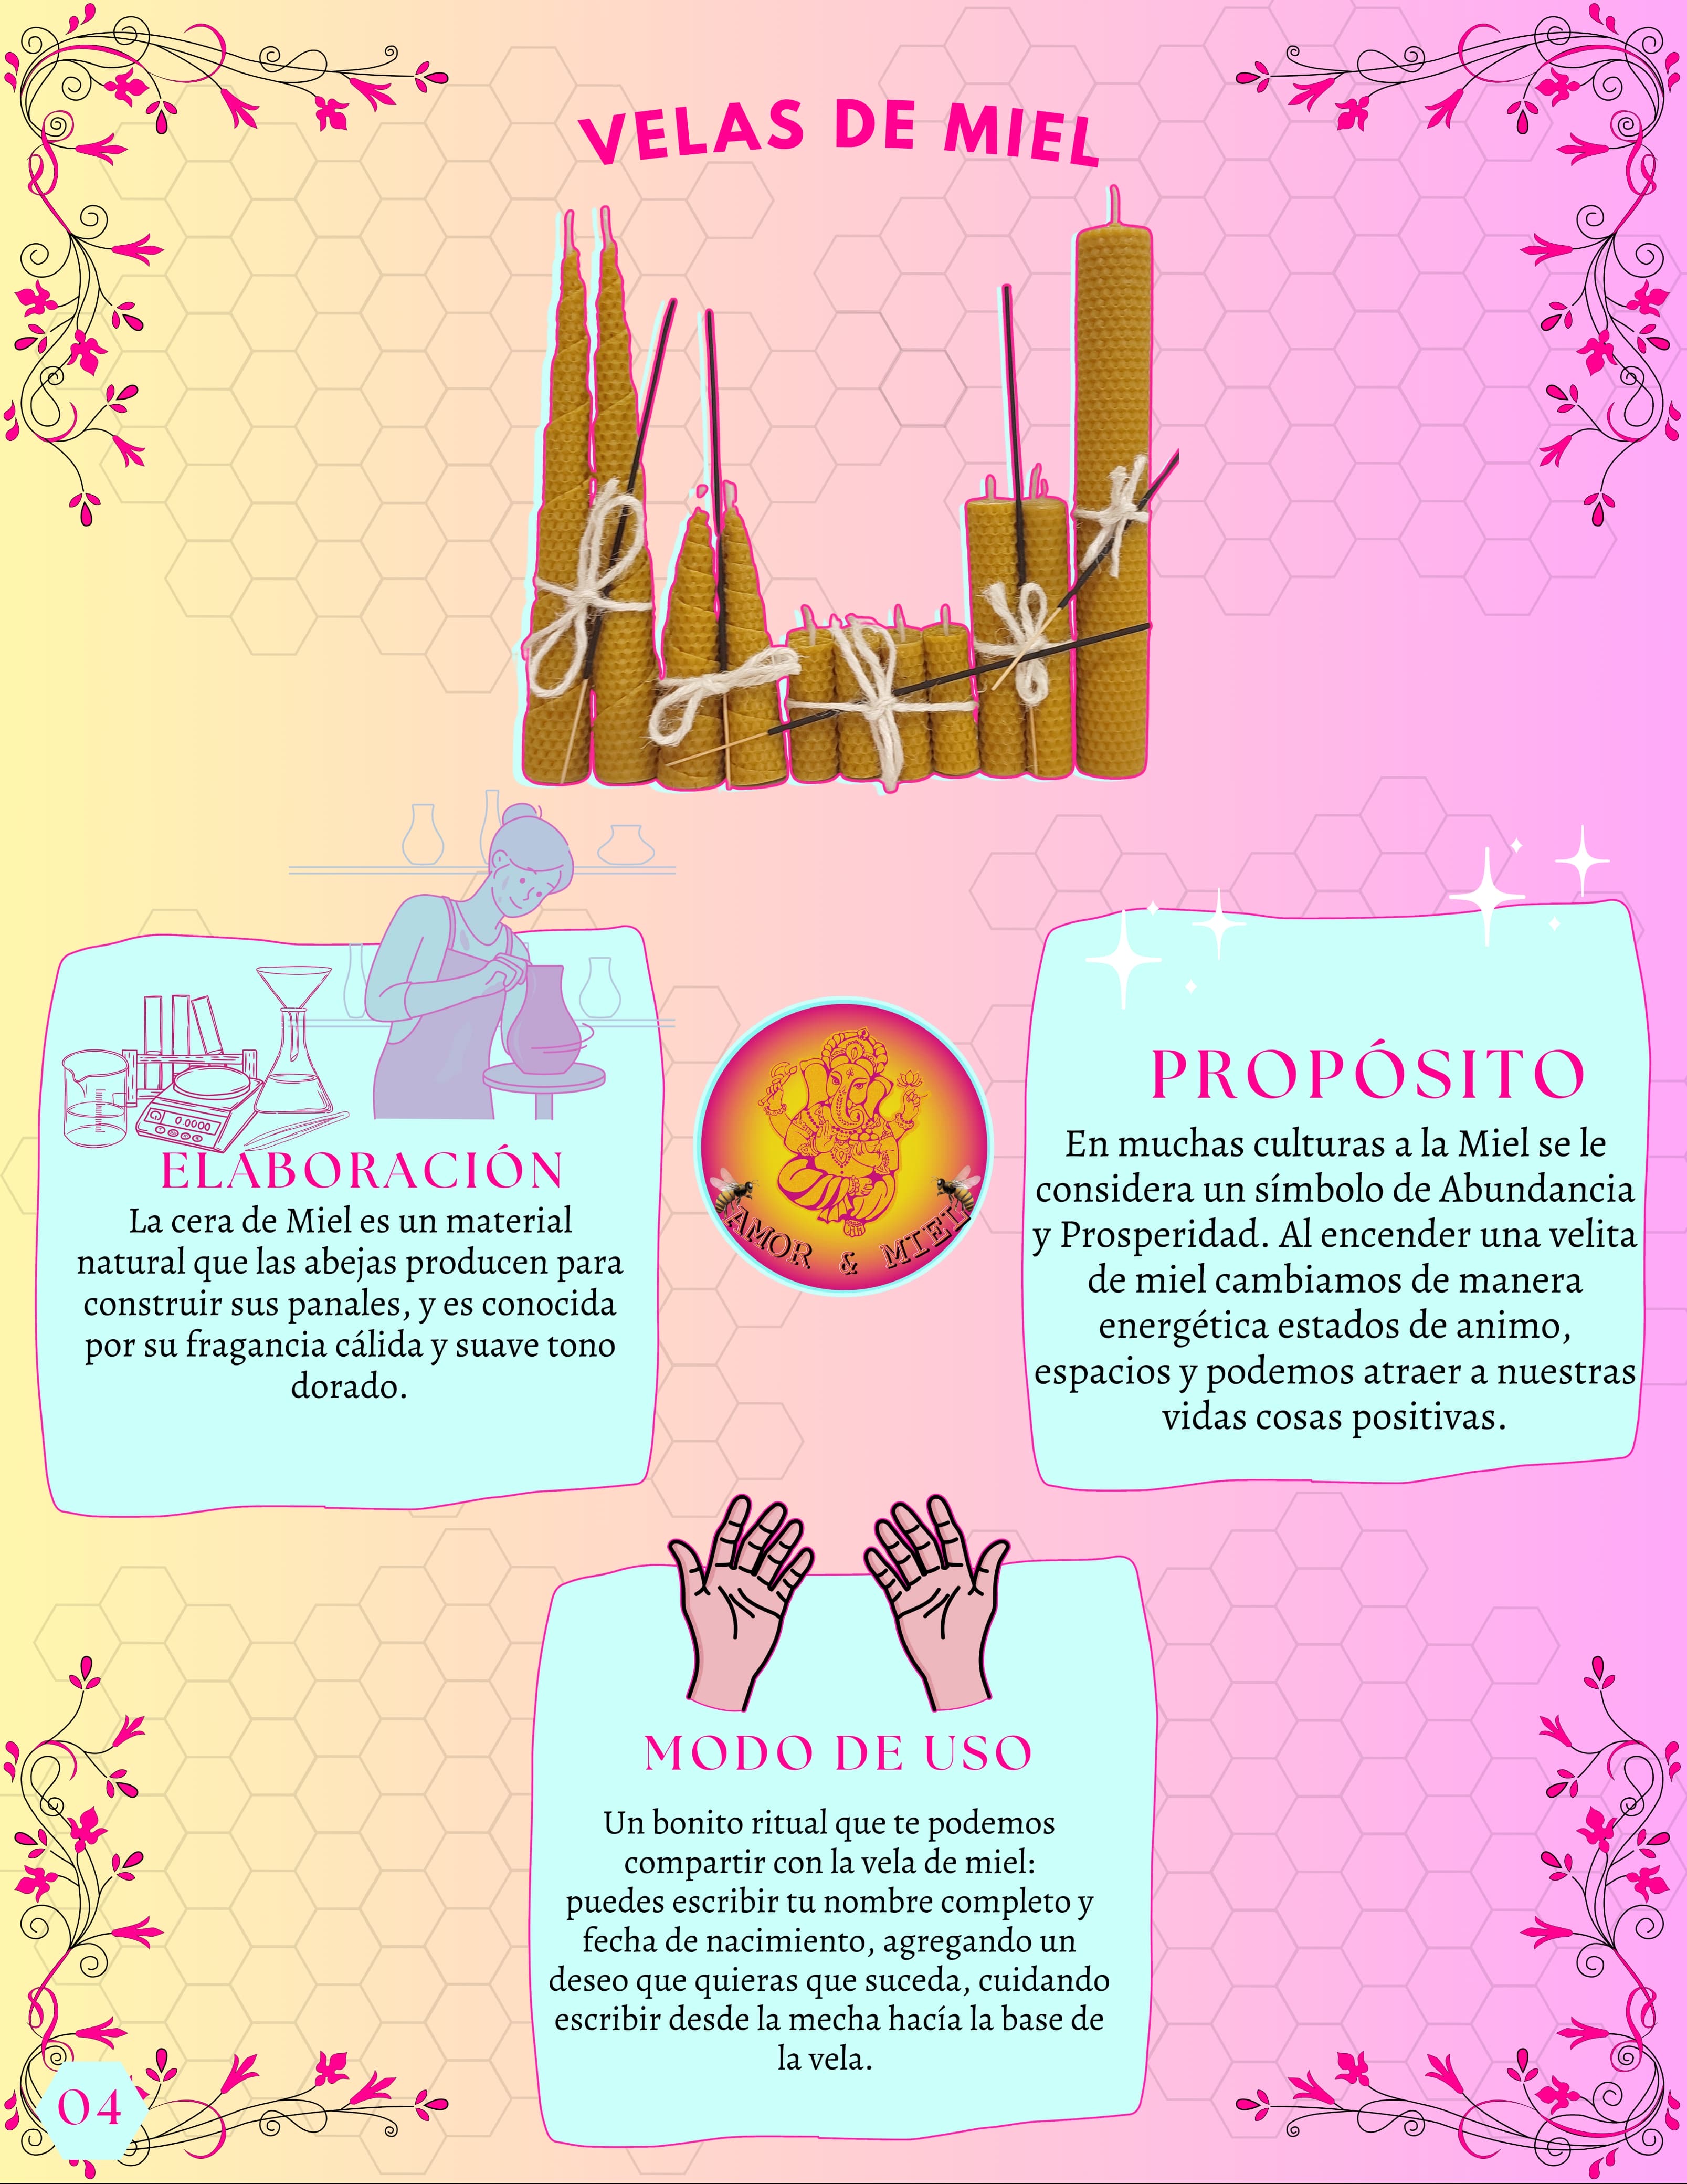 VELAS DE MIEL
ELABORACIÓN
La cera de Miel es un material
natural que las abejas producen para
construir sus panales, y es conocida
por su fragancia cálida y suave tono
dorado.
0.0000
AMOR & MIEL
PROPÓSITO
En muchas culturas a la Miel se le
considera un símbolo de Abundancia
y Prosperidad. Al encender una velita
de miel cambiamos de manera
energética estados de animo,
espacios y podemos atraer a nuestras
vidas cosas positivas.
MODO DE USO
Un bonito ritual que te podemos
compartir con la vela de miel:
puedes escribir tu nombre completo y
fecha de nacimiento, agregando un
deseo que quieras que suceda, cuidando
escribir desde la mecha hacía la base de
la vela.
04